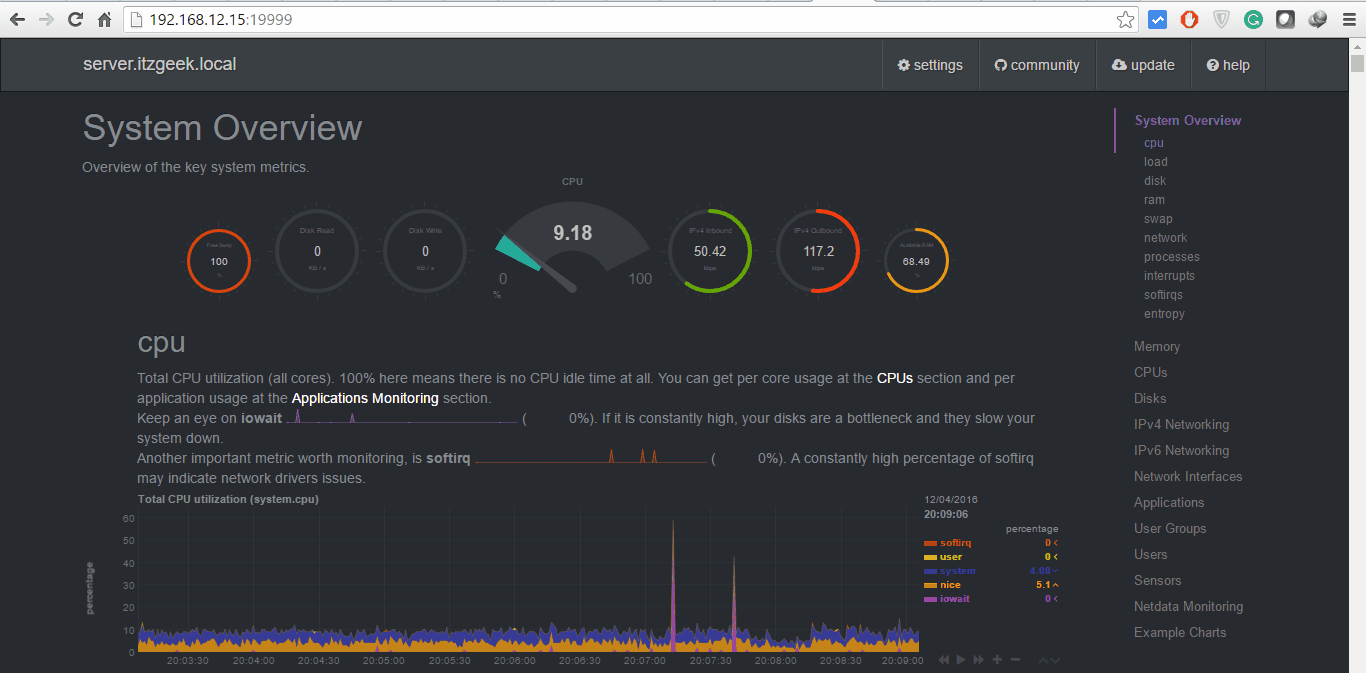 192.168.12.15:19999
server.itzgeek.local
settings
community
update
help
System Overview
Overview of the key system metrics.
CPU
Free Swap
100
%
Disk Read
0
KB / s
Disk Write
0
KB / s
9.18
0
100
%
IPv4 Inbound
50.42
kbps
IPv4 Outbound
117.2
kbps
Available RAM
68.49
%
cpu
Total CPU utilization (all cores). 100% here means there is no CPU idle time at all. You can get per core usage at the CPUs section and per
application usage at the Applications Monitoring section.
Keep an eye on iowait ( 0%). If it is constantly high, your disks are a bottleneck and they slow your
system down.
Another important metric worth monitoring, is softirq ( 0%). A constantly high percentage of softirq
may indicate network drivers issues.
Total CPU utilization (system.cpu)
percentage
60
50
40
30
20
10
0
20:03:30 20:04:00 20:04:30 20:05:00 20:05:30 20:06:00 20:06:30 20:07:00 20:07:30 20:08:00 20:08:30 20:09:00
12/04/2016
20:09:06
percentage
softirq 0
user 0
system 4.08
nice 5.1
iowait 0
System Overview
cpu
load
disk
ram
swap
network
processes
interrupts
softirqs
entropy
Memory
CPUs
Disks
IPv4 Networking
IPv6 Networking
Network Interfaces
Applications
User Groups
Users
Sensors
Netdata Monitoring
Example Charts